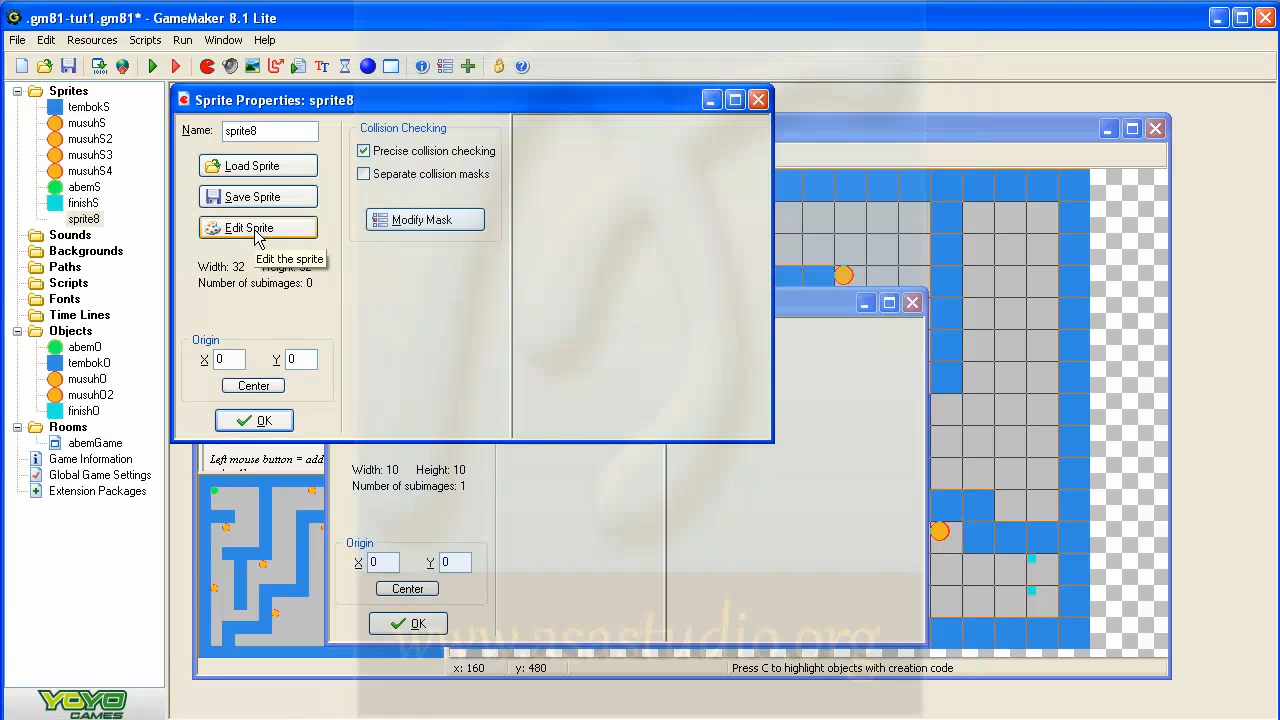 .gm81-tut1.gm81* - GameMaker 8.1 Lite
File Edit Resources Scripts Run Window Help
Sprites
tembokS
musuhS
musuhS2
musuhS3
musuhS4
abemS
finishS
sprite8
Sounds
Backgrounds
Paths
Scripts
Fonts
Time Lines
Objects
abemO
tembokO
musuhO
musuhO2
finishO
Rooms
abemGame
Game Information
Global Game Settings
Extension Packages
YOYO
GAMES
Sprite Properties: sprite8
Name: sprite8
Load Sprite
Save Sprite
Edit Sprite
Edit the sprite
Width: 32
Number of subimages: 0
Origin
X 0 Y 0
Center
OK
Collision Checking
Precise collision checking
Separate collision masks
Modify Mask
Left mouse button = add
Width: 10 Height: 10
Number of subimages: 1
Origin
X 0 Y 0
Center
OK
www.asastudio.org
x: 160 y: 480 Press C to highlight objects with creation code